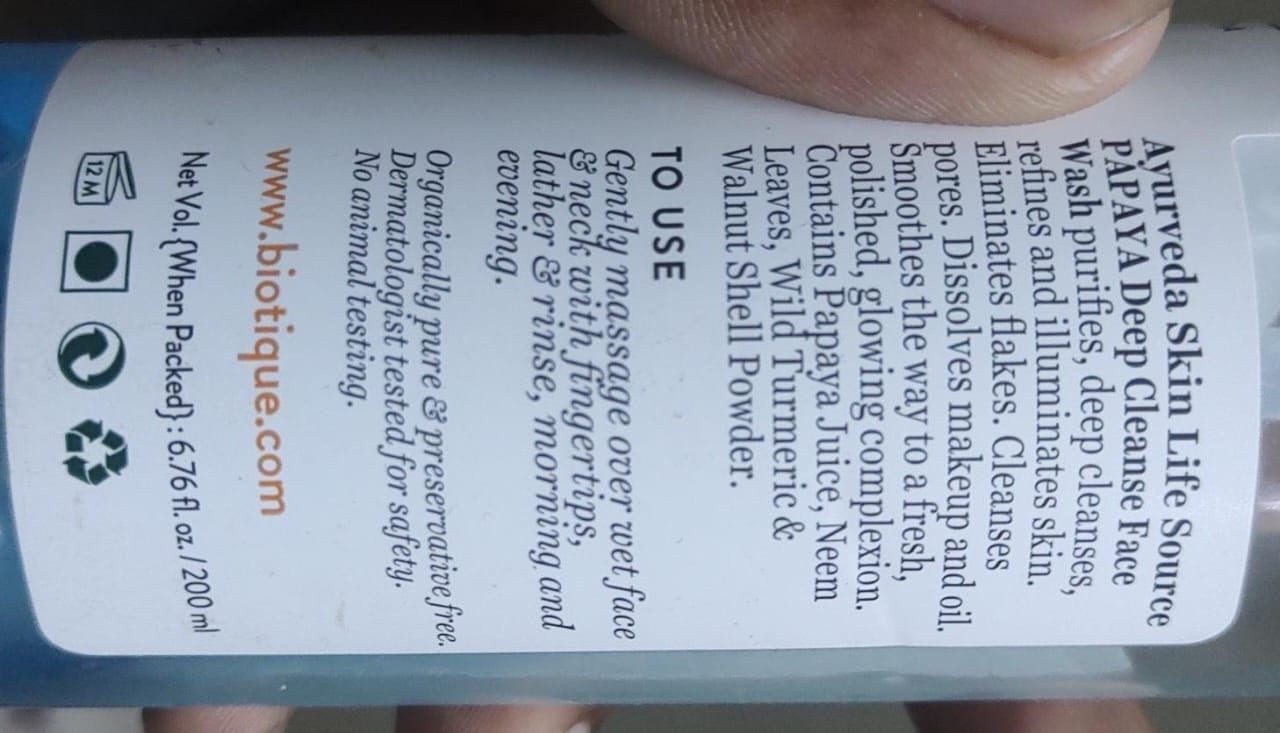 Ayurveda Skin Life Source
PAPAYA Deep Cleanse Face
Wash purifies, deep cleanses,
refines and illuminates skin.
Eliminates flakes. Cleanses
pores. Dissolves makeup and oil.
Smoothes the way to a fresh,
polished, glowing complexion.
Contains Papaya Juice, Neem
Leaves, Wild Turmeric &
Walnut Shell Powder.
TO USE
Gently massage over wet face
& neck with fingertips,
lather & rinse, morning and
evening.
Organically pure & preservative free.
Dermatologist tested for safety.
No animal testing.
www.biotique.com
Net Vol. {When Packed} : 6.76 fl. oz. / 200 ml
12 M